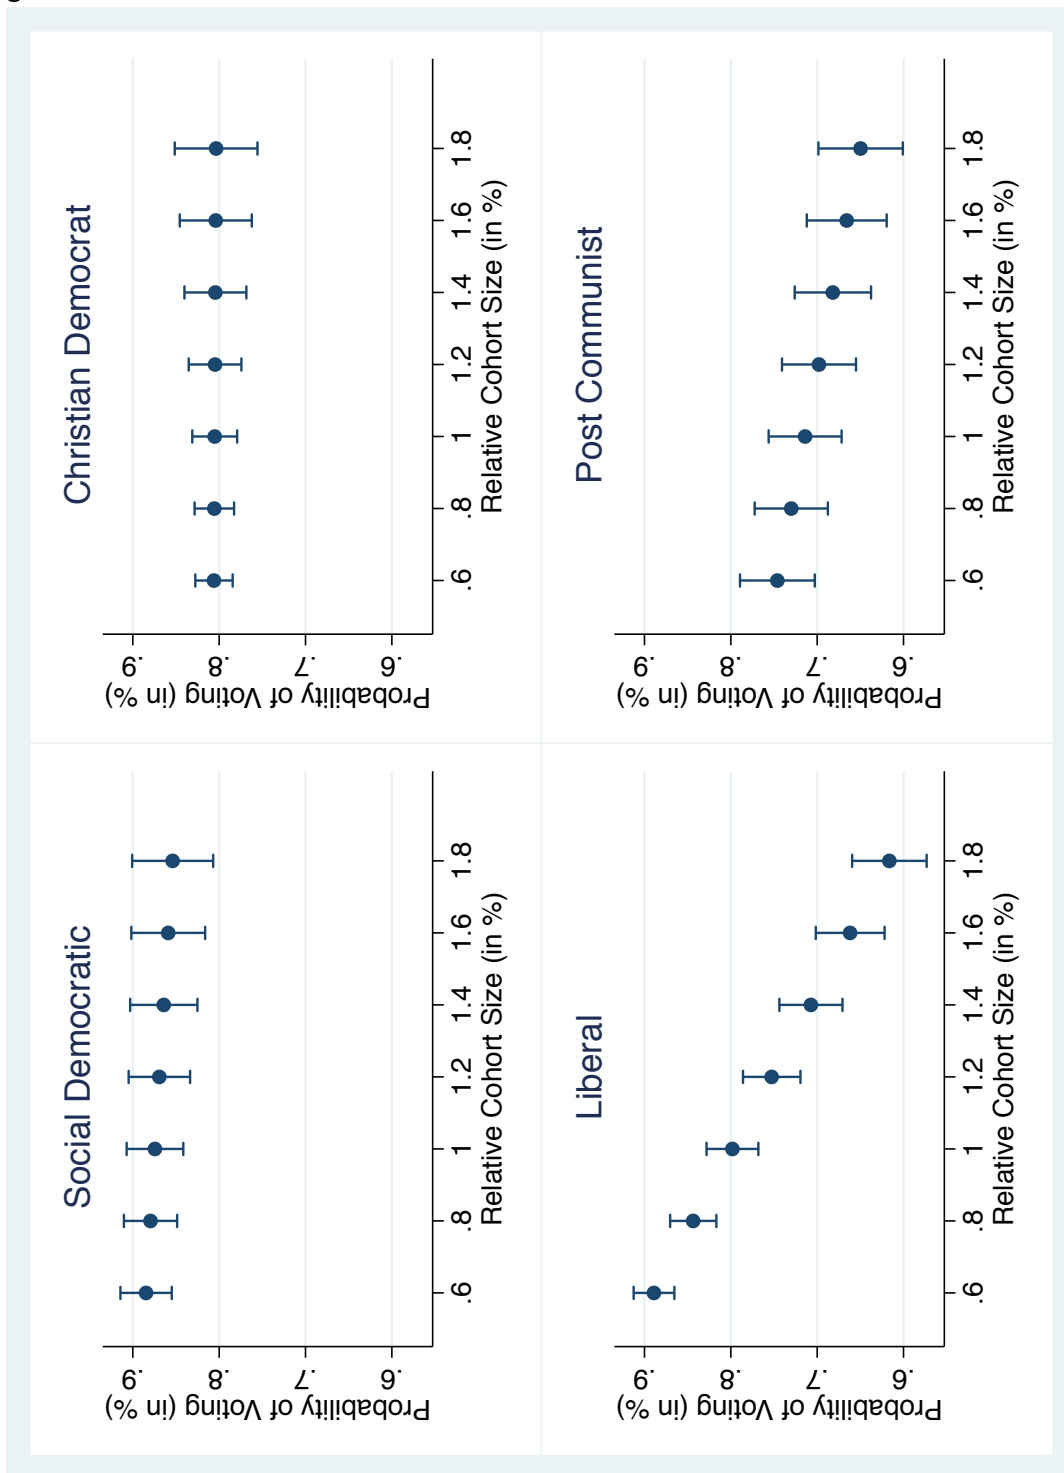 Social Democratic
Probability of Voting (in %)
.9
.8
.7
.6
.6 .8 1 1.2 1.4 1.6 1.8
Relative Cohort Size (in %)
Christian Democrat
Probability of Voting (in %)
.9
.8
.7
.6
.6 .8 1 1.2 1.4 1.6 1.8
Relative Cohort Size (in %)
Liberal
Probability of Voting (in %)
.9
.8
.7
.6
.6 .8 1 1.2 1.4 1.6 1.8
Relative Cohort Size (in %)
Post Communist
Probability of Voting (in %)
.9
.8
.7
.6
.6 .8 1 1.2 1.4 1.6 1.8
Relative Cohort Size (in %)